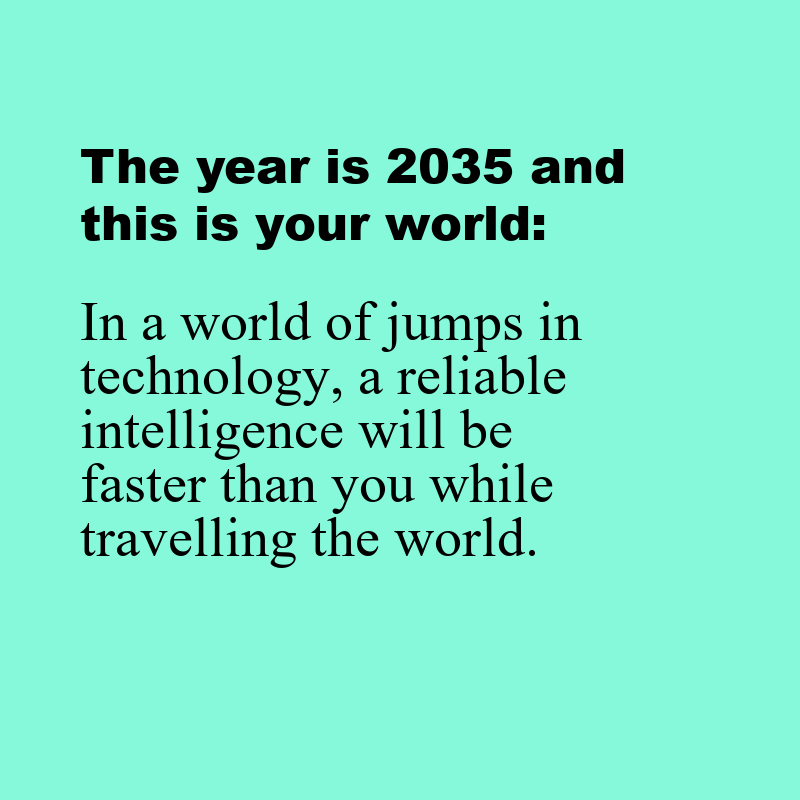 The year is 2035 and
this is your world:
In a world of jumps in
technology, a reliable
intelligence will be
faster than you while
travelling the world.